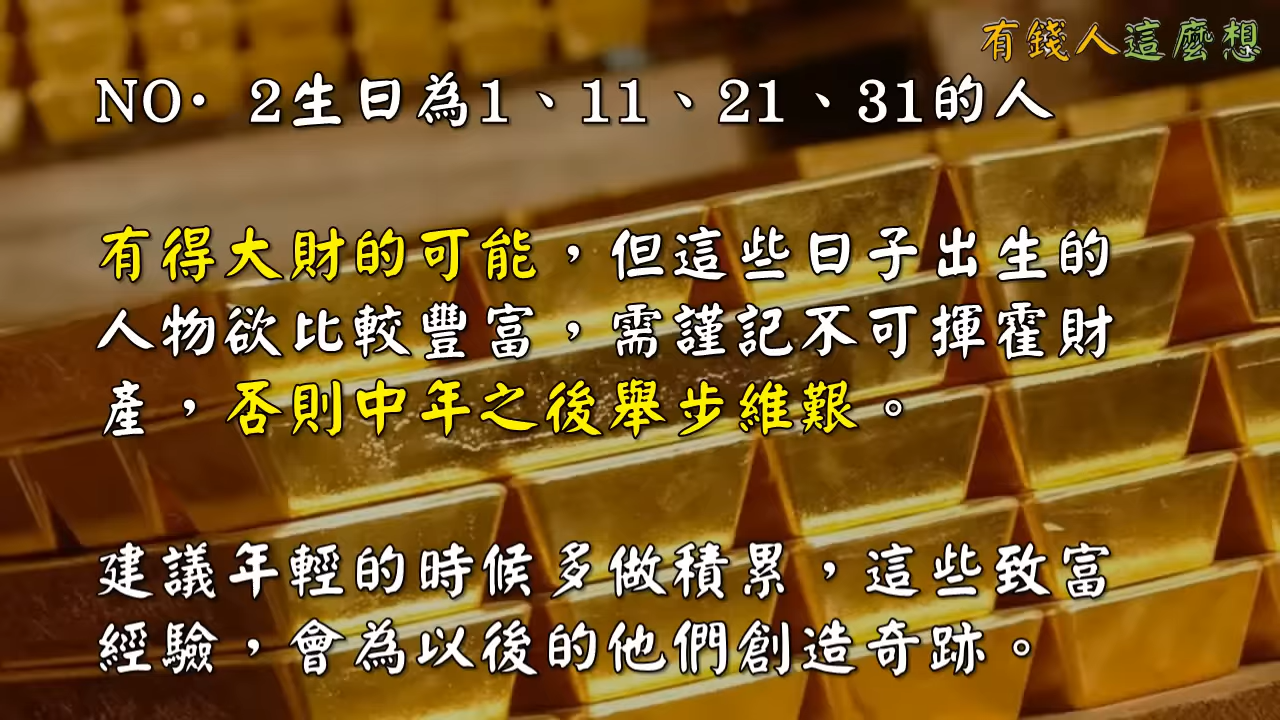 有錢人這麼想
NO· 2生日為1、11、21、31的人
有得大財的可能，但這些日子出生的
人物欲比較豐富，需謹記不可揮霍財
產，否則中年之後舉步維艱。
建議年輕的時候多做積累，這些致富
經驗，會為以後的他們創造奇跡。